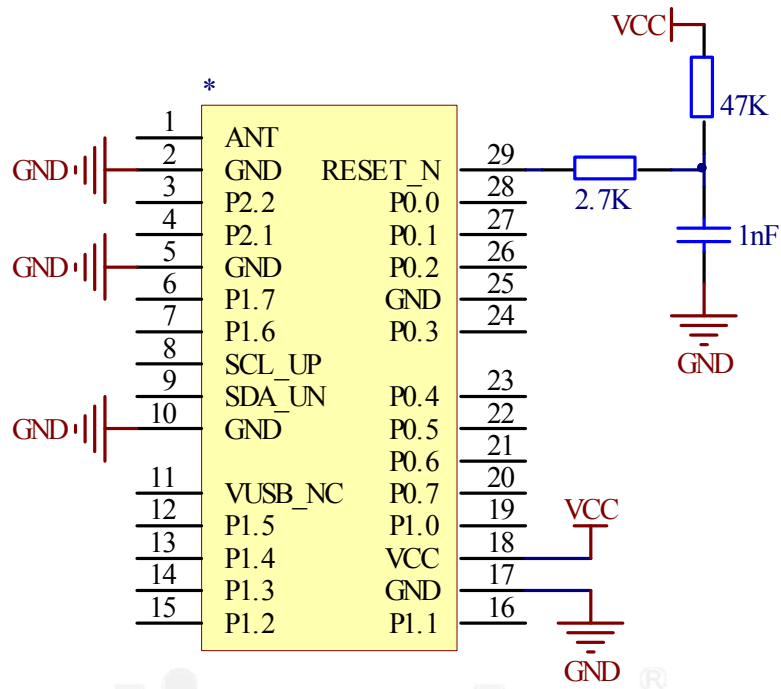 VCC
47K
2.7K
1nF
GND
*
1 ANT
2 GND
GND
3 P2.2
4 P2.1
5 GND
GND
6 P1.7
7 P1.6
8 SCL_UP
9 SDA_UN
10 GND
GND
11 VUSB_NC
12 P1.5
13 P1.4
14 P1.3
15 P1.2
RESET_N 29
P0.0 28
P0.1 27
P0.2 26
GND 25
P0.3 24
P0.4 23
P0.5 22
P0.6 21
P0.7 20
P1.0 19
VCC 18
VCC
GND 17
P1.1 16
GND
®